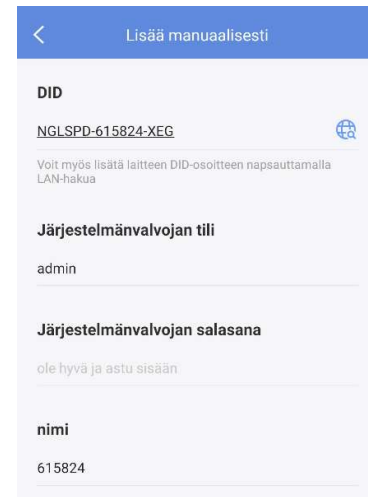 Lisää manuaalisesti
DID
NGLSPD-615824-XEG
Voit myös lisätä laitteen DID-osoitteen napsauttamalla
LAN-hakua
Järjestelmänvalvojan tili
admin
Järjestelmänvalvojan salasana
ole hyvä ja astu sisään
nimi
615824